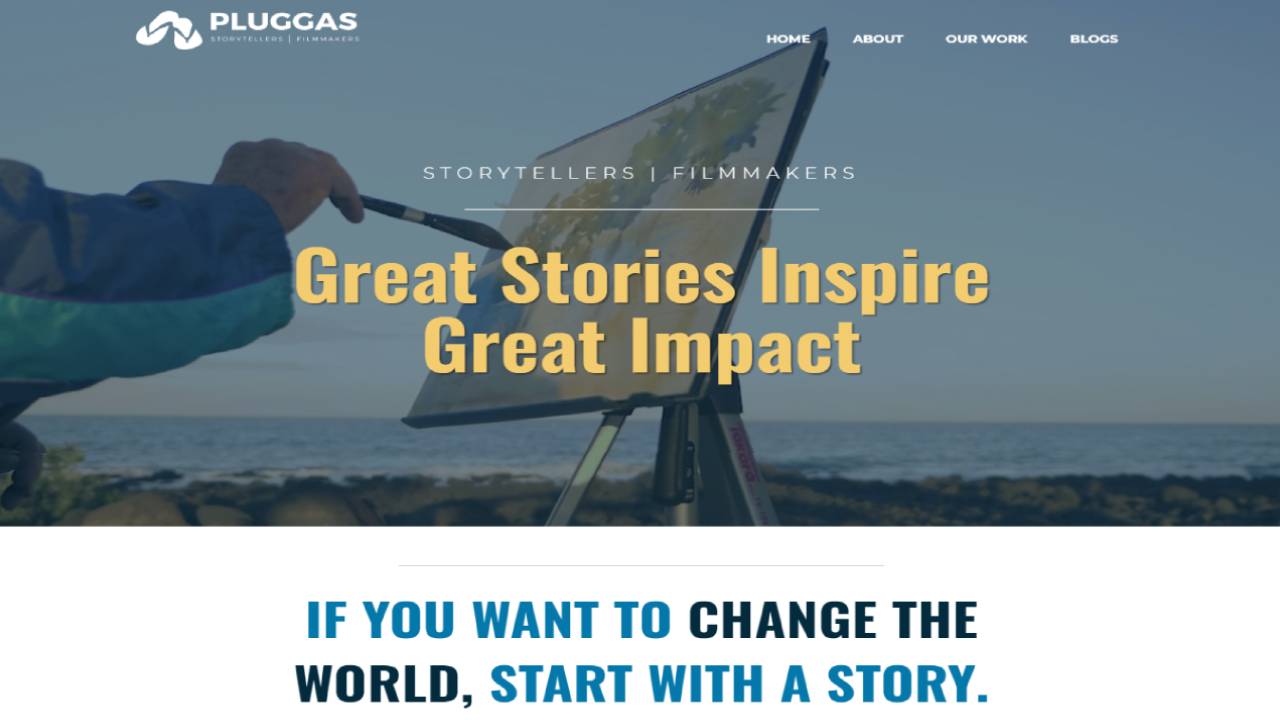 PLUGGAS
STORYTELLERS | FILMMAKERS
HOME ABOUT OUR WORK BLOGS
STORYTELLERS | FILMMAKERS
Great Stories Inspire
Great Impact
IF YOU WANT TO CHANGE THE
WORLD, START WITH A STORY.